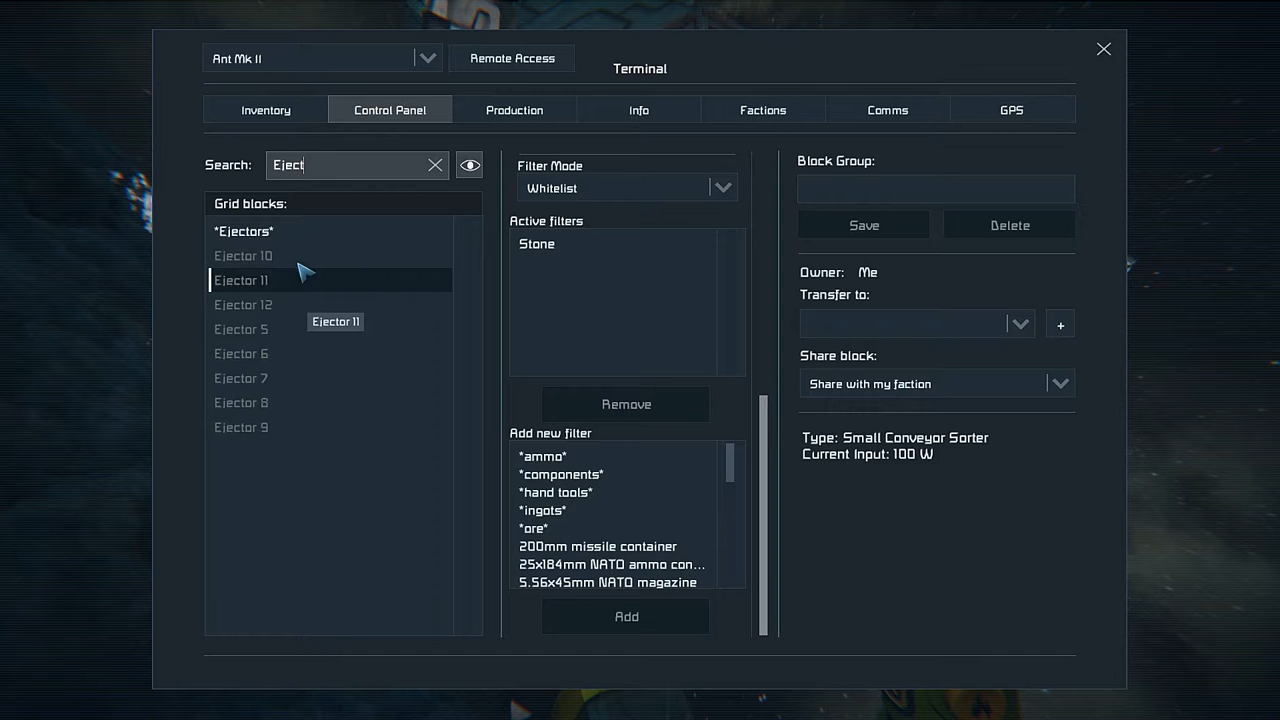 Ant Mk II
Remote Access
Terminal
Inventory
Control Panel
Production
Info
Factions
Comms
GPS
Search:
Eject
Grid blocks:
*Ejectors*
Ejector 10
Ejector 11
Ejector 12
Ejector 5
Ejector 6
Ejector 7
Ejector 8
Ejector 9
Ejector 11
Filter Mode
Whitelist
Active filters
Stone
Remove
Add new filter
*ammo*
*components*
*hand tools*
*ingots*
*ore*
200mm missile container
25x184mm NATO ammo con...
5.56x45mm NATO magazine
Add
Block Group:
Save
Delete
Owner: Me
Transfer to:
+
Share block:
Share with my faction
Type: Small Conveyor Sorter
Current Input: 100 W